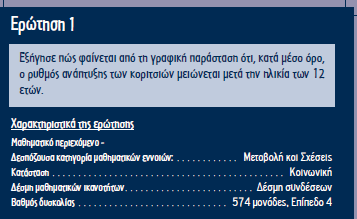 Ερώτηση 1
Εξήγησε πώς φαίνεται από τη γραφική παράσταση ότι, κατά μέσο όρο,
ο ρυθμός ανάπτυξης των κοριτσιών μειώνεται μετά την ηλικία των 12
ετών.
Χαρακτηριστικά της ερώτησης
Μαθηματικό περιεχόμενο -
Δεσπόζουσα κατηγορία μαθηματικών εννοιών: . . . . . . . . . . . . Μεταβολή και Σχέσεις
Κατάσταση . . . . . . . . . . . . . . . . . . . . . . . . . . . . . . Κοινωνική
Δέσμη μαθηματικών ικανοτήτων. . . . . . . . . . . . . . . . . Δέσμη συνδέσεων
Βαθμός δυσκολίας . . . . . . . . . . . . . . . . . . . . . 574 μονάδες, Επίπεδο 4